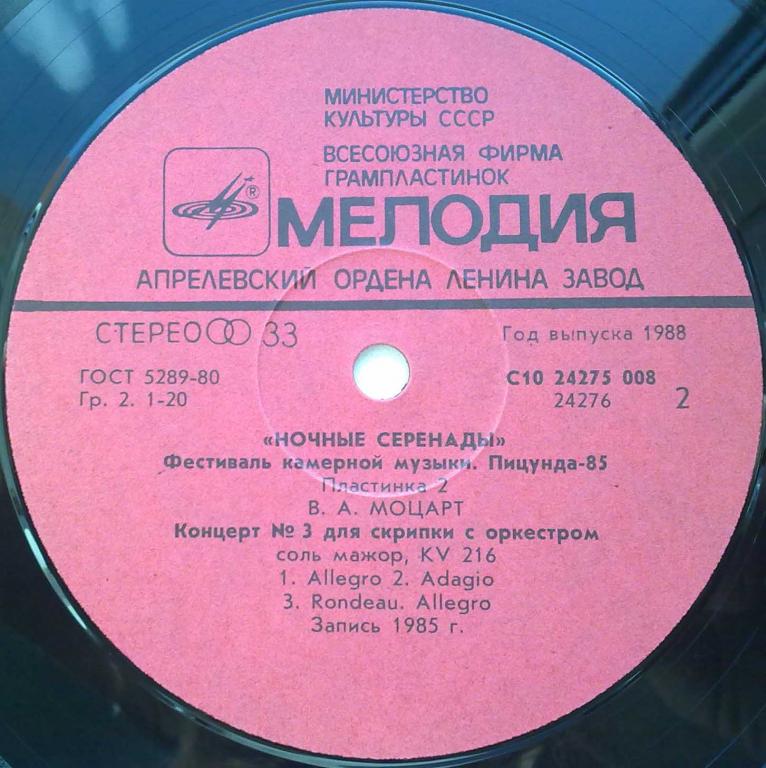 МИНИСТЕРСТВО
КУЛЬТУРЫ СССР
ВСЕСОЮЗНАЯ ФИРМА
ГРАМПЛАСТИНОК
®
МЕЛОДИЯ
АПРЕЛЕВСКИЙ ОРДЕНА ЛЕНИНА ЗАВОД
СТЕРЕО 33
Год выпуска 1988
ГОСТ 5289-80
С10 24275 008
Гр. 2. 1-20
24276 2
«НОЧНЫЕ СЕРЕНАДЫ»
Фестиваль камерной музыки. Пицунда-85
Пластинка 2
В. А. МОЦАРТ
Концерт № 3 для скрипки с оркестром
соль мажор, KV 216
1. Allegro 2. Adagio
3. Rondeau. Allegro
Запись 1985 г.